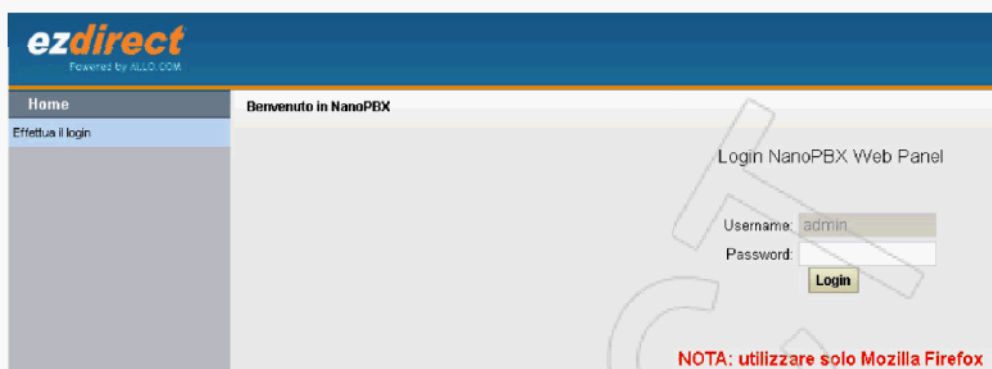 ezdirect
Powered by ALLO.COM
Home
Effettua il login
Benvenuto in NanoPBX
Login NanoPBX Web Panel
Username: admin
Password:
Login
NOTA: utilizzare solo Mozilla Firefox